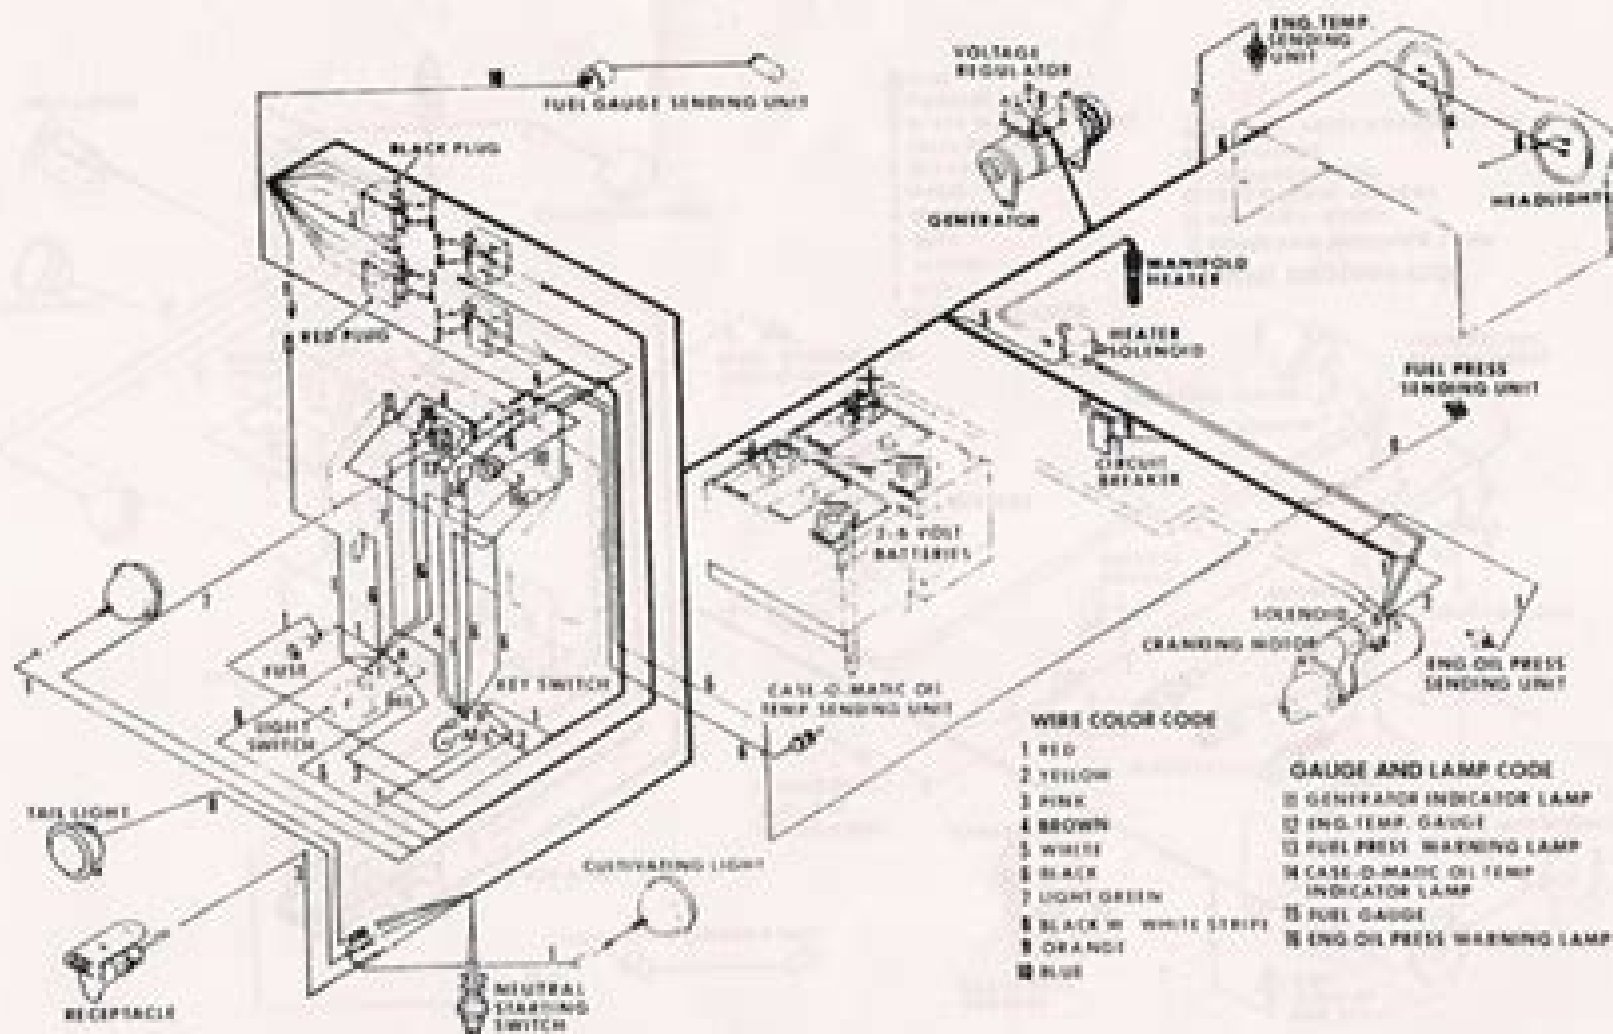 FUEL GAUGE SENDING UNIT
BLACK PLUG
RED PLUG
VOLTAGE
REGULATOR
GENERATOR
ENG. TEMP.
SENDING
UNIT
HEADLIGHTS
MANIFOLD
HEATER
HEATER
SOLENOID
FUEL PRESS
SENDING UNIT
CIRCUIT
BREAKER
2-6 VOLT
BATTERIES
FUSE
KEY SWITCH
LIGHT
SWITCH
CASE-O-MATIC OIL
TEMP SENDING UNIT
SOLENOID
CRANKING MOTOR
ENG OIL PRESS
SENDING UNIT
TAIL LIGHT
RECEPTACLE
CULTIVATING LIGHT
NEUTRAL
STARTING
SWITCH
WIRE COLOR CODE
1 RED
2 YELLOW
3 PINK
4 BROWN
5 WHITE
6 BLACK
7 LIGHT GREEN
8 BLACK W WHITE STRIPE
9 ORANGE
10 BLUE
GAUGE AND LAMP CODE
11 GENERATOR INDICATOR LAMP
12 ENG. TEMP. GAUGE
13 FUEL PRESS WARNING LAMP
14 CASE-O-MATIC OIL TEMP
INDICATOR LAMP
15 FUEL GAUGE
16 ENG OIL PRESS WARNING LAMP